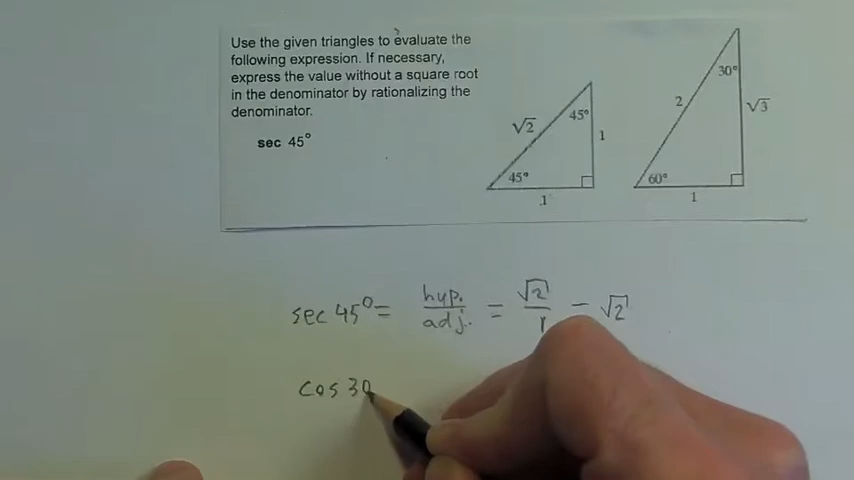 Use the given triangles to evaluate the
following expression. If necessary,
express the value without a square root
in the denominator by rationalizing the
denominator.
sec 45°
√2
45°
1
45°
1
2
30°
√3
60°
1
sec 45° = hyp./adj. = √2/1 = √2
cos 30